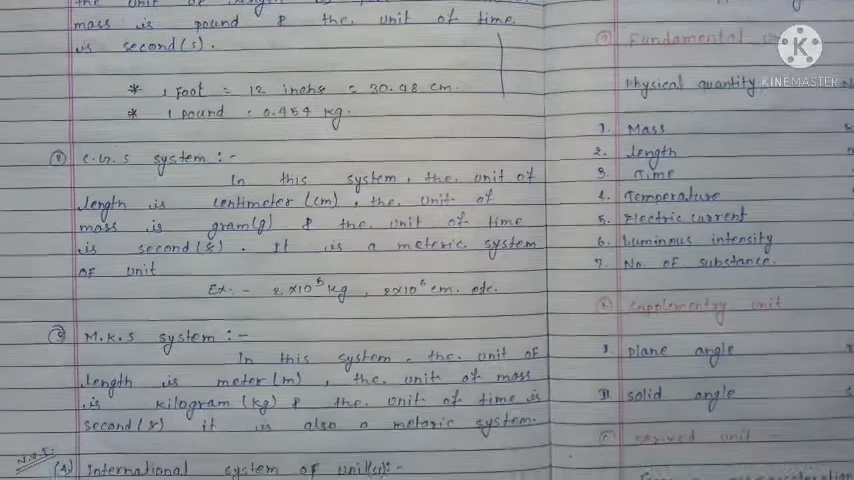 the unit of length is
mass is pound & the unit of time
is second(s).
* 1 Foot = 12 inchs = 30.48 cm.
* 1 pound = 0.454 kg.
② C.G.S system :-
In this system, the unit of
length is centimeter (cm), the unit of
mass is gram(g) & the unit of time
is second(s). It is a meteric system
of unit
Ex:- 2×10⁵ kg, 2×10⁶ cm. etc.
③ M.K.S system :-
In this system, the unit of
length is meter (m), the unit of mass
is kilogram (kg) & the unit of time is
second(s) it is also a meteric system.
(4) International system of Unit(s):-
Fundamental
KINEMASTER
Physical quantity
1. Mass
2. length
3. Time
4. Temperature
5. Electric current
6. Luminous intensity
7. No. of substance.
supplementry unit
I. plane angle
II solid angle
(C) Derived unit -